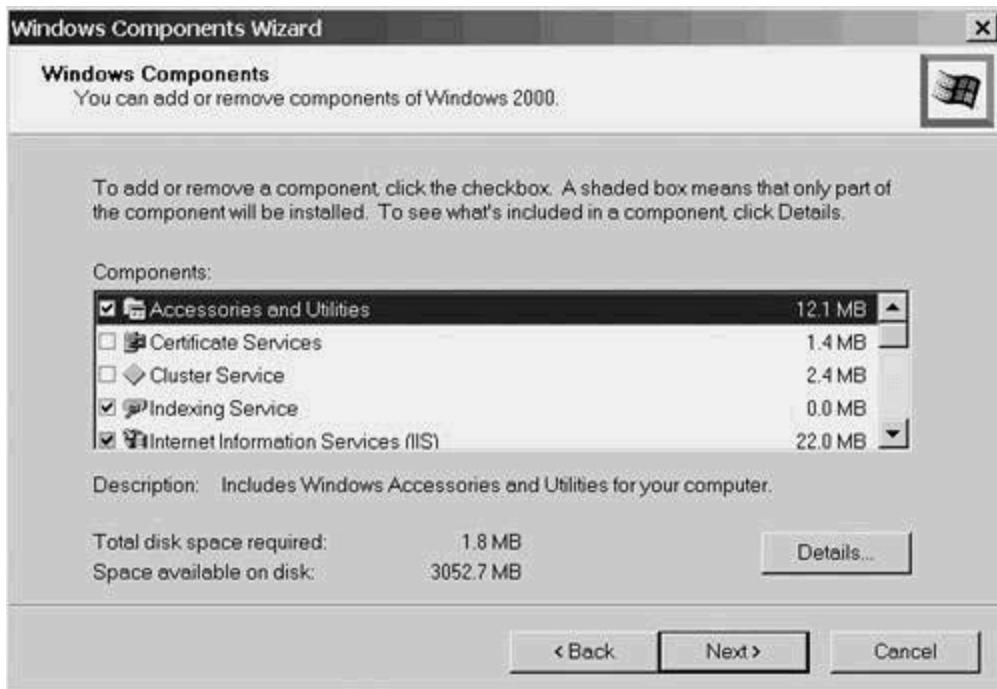 Windows Components Wizard
Windows Components
You can add or remove components of Windows 2000.
To add or remove a component, click the checkbox. A shaded box means that only part of
the component will be installed. To see what's included in a component, click Details.
Components:
Accessories and Utilities 12.1 MB
Certificate Services 1.4 MB
Cluster Service 2.4 MB
Indexing Service 0.0 MB
Internet Information Services (IIS) 22.0 MB
Description: Includes Windows Accessories and Utilities for your computer.
Total disk space required: 1.8 MB
Space available on disk: 3052.7 MB
Details...
< Back Next > Cancel